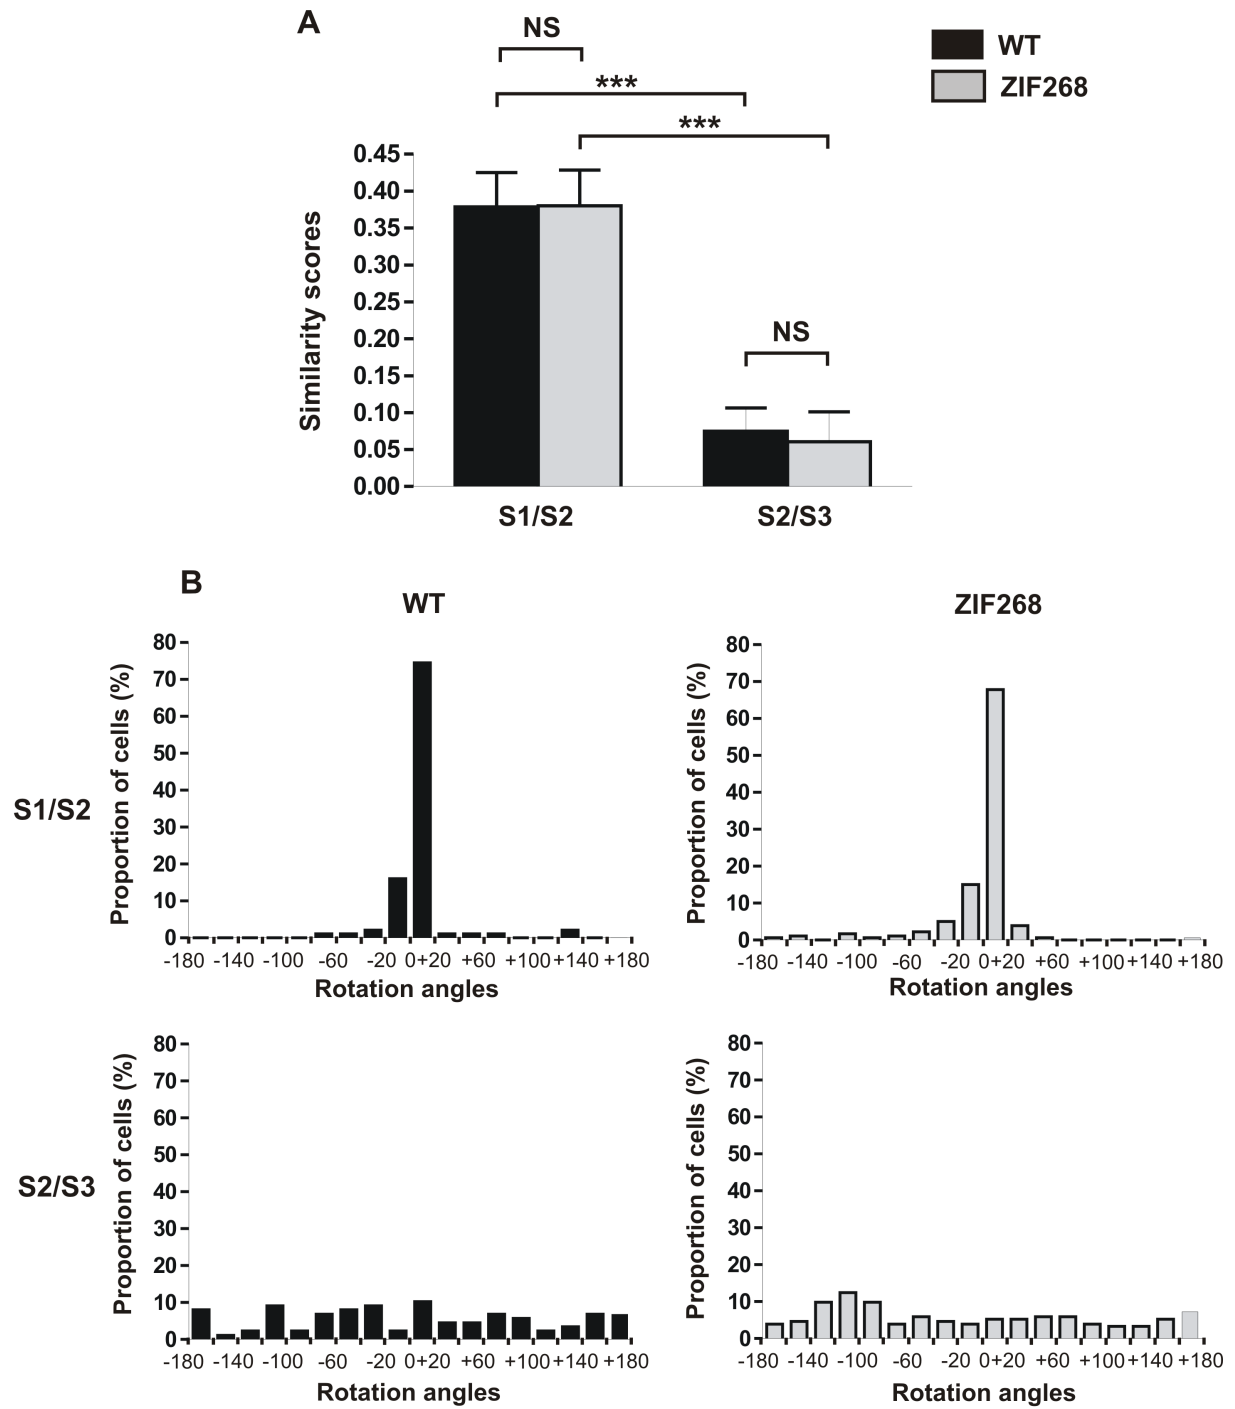 A
NS
WT
***
ZIF268
***
0.45
0.40
0.35
0.30
0.25
0.20
0.15
0.10
0.05
0.00
Similarity scores
NS
S1/S2 S2/S3
B
WT ZIF268
S1/S2
Proportion of cells (%)
80
70
60
50
40
30
20
10
0
-180 -140 -100 -60 -20 0 +20 +60 +100 +140 +180
Rotation angles
Proportion of cells (%)
80
70
60
50
40
30
20
10
0
-180 -140 -100 -60 -20 0 +20 +60 +100 +140 +180
Rotation angles
S2/S3
Proportion of cells (%)
80
70
60
50
40
30
20
10
0
-180 -140 -100 -60 -20 0 +20 +60 +100 +140 +180
Rotation angles
Proportion of cells (%)
80
70
60
50
40
30
20
10
0
-180 -140 -100 -60 -20 0 +20 +60 +100 +140 +180
Rotation angles